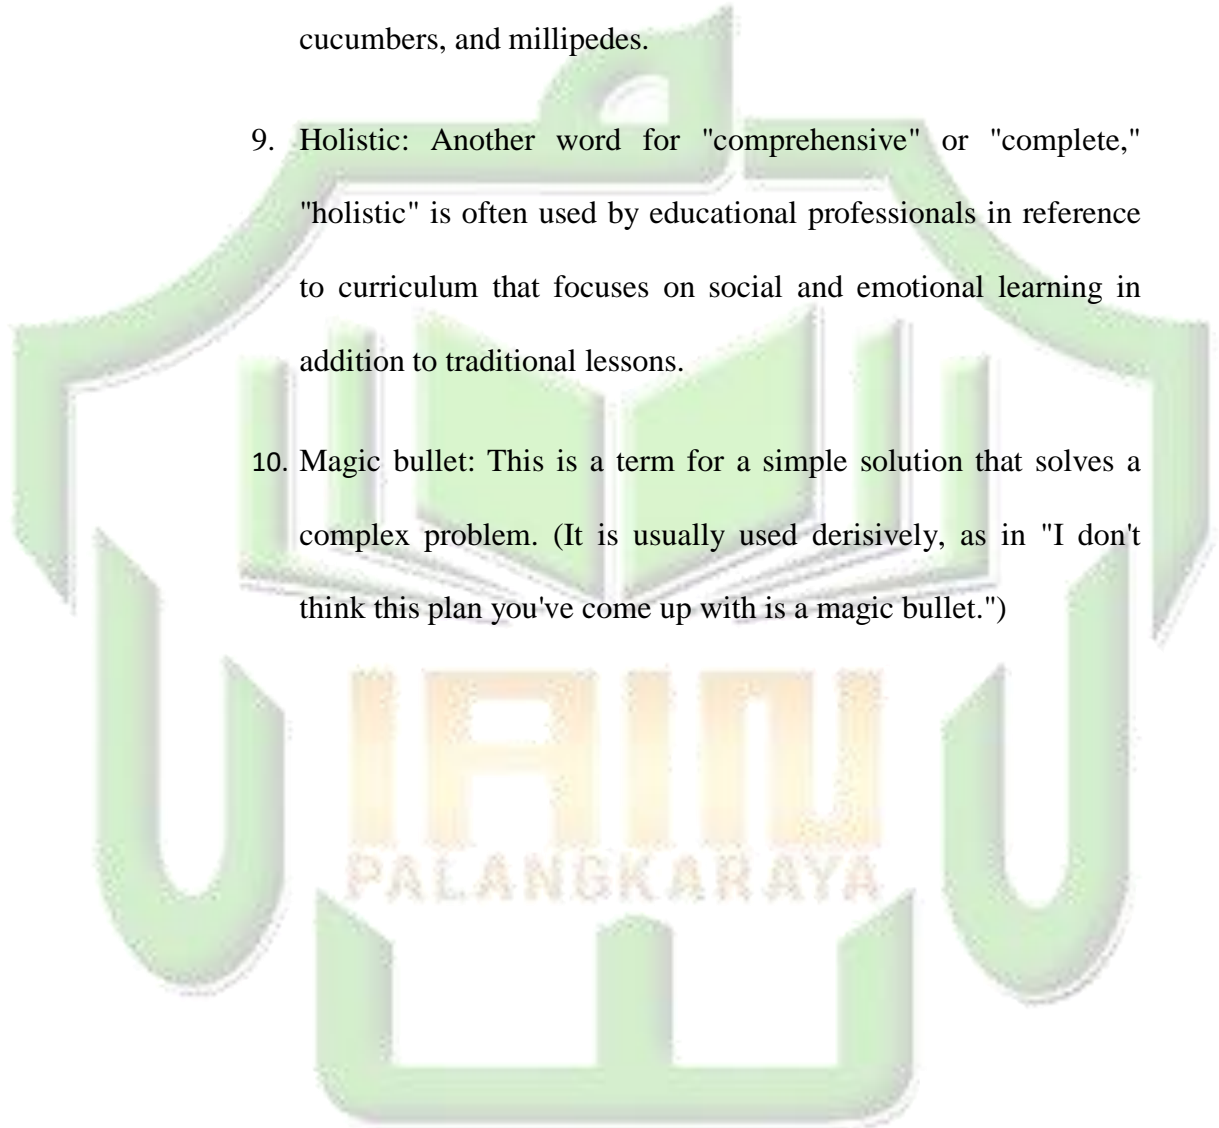 cucumbers, and millipedes.
9. Holistic: Another word for "comprehensive" or "complete,"
"holistic" is often used by educational professionals in reference
to curriculum that focuses on social and emotional learning in
addition to traditional lessons.
10. Magic bullet: This is a term for a simple solution that solves a
complex problem. (It is usually used derisively, as in "I don't
think this plan you've come up with is a magic bullet.")
IAIN
PALANGKARAYA